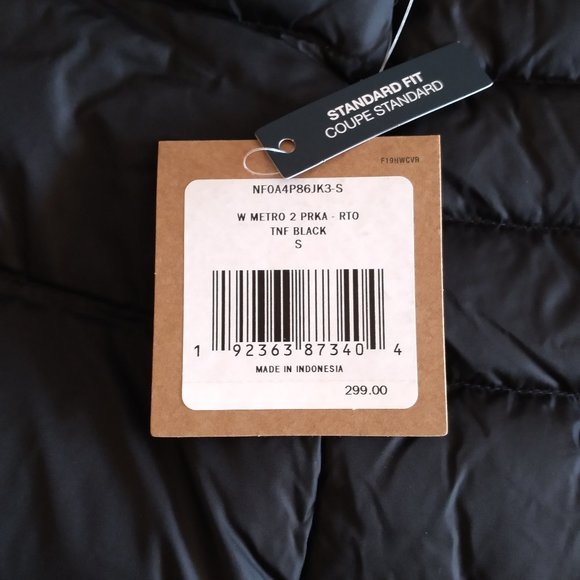 STANDARD FIT
COUPE STANDARD
F19HWCVR
NF0A4P86JK3-S
W METRO 2 PRKA - RTO
TNF BLACK
S
1 92363 87340 4
MADE IN INDONESIA
299.00